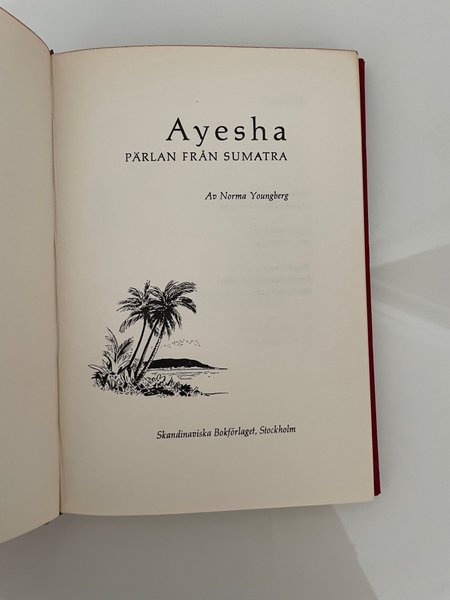 Ayesha
PÄRLAN FRÅN SUMATRA
Av Norma Youngberg
Skandinaviska Bokförlaget, Stockholm